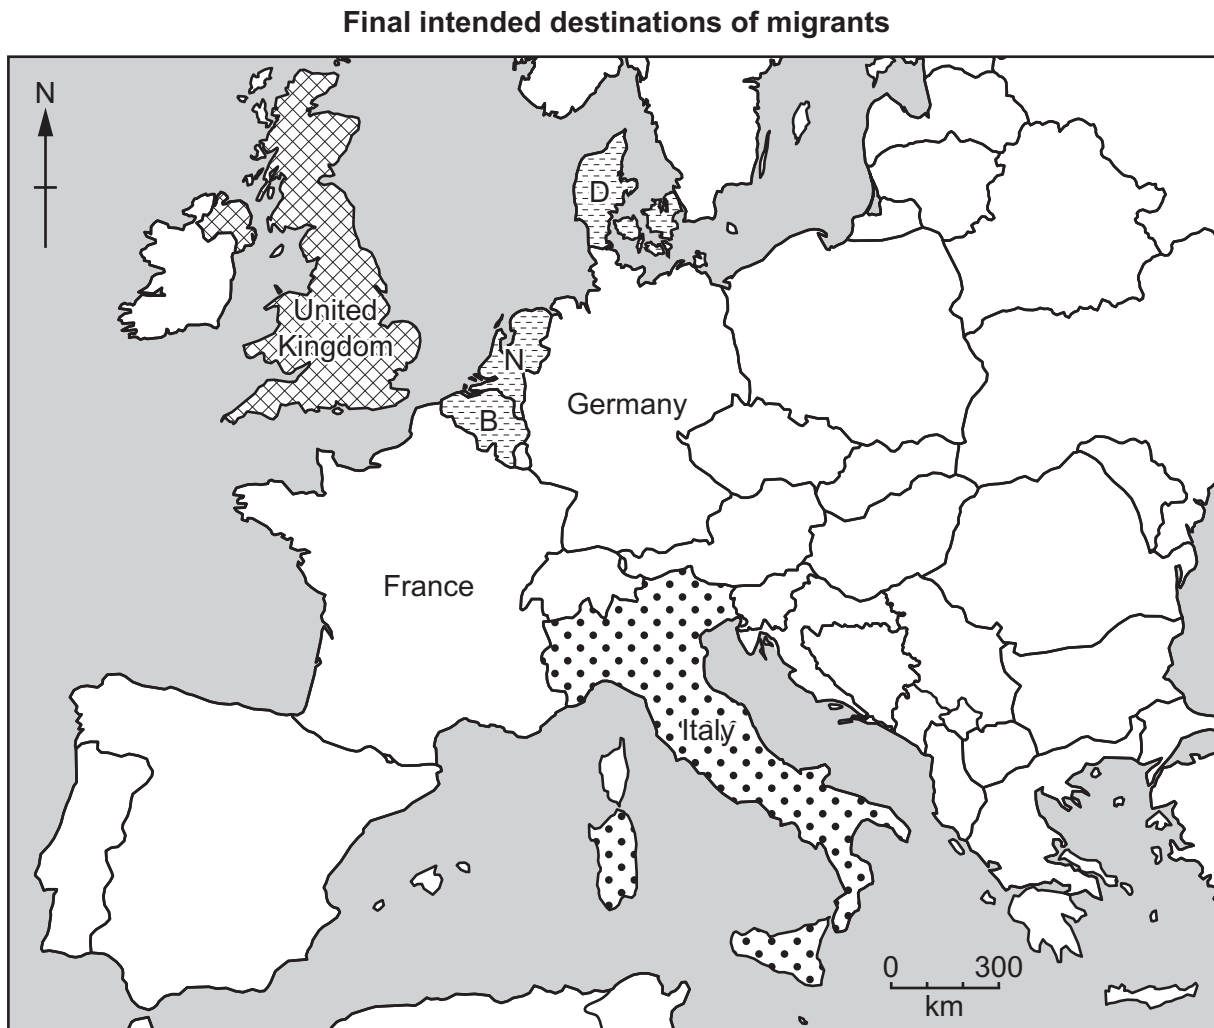 Final intended destinations of migrants
N
D
United
Kingdom
N
B
Germany
France
Italy
0 300
km